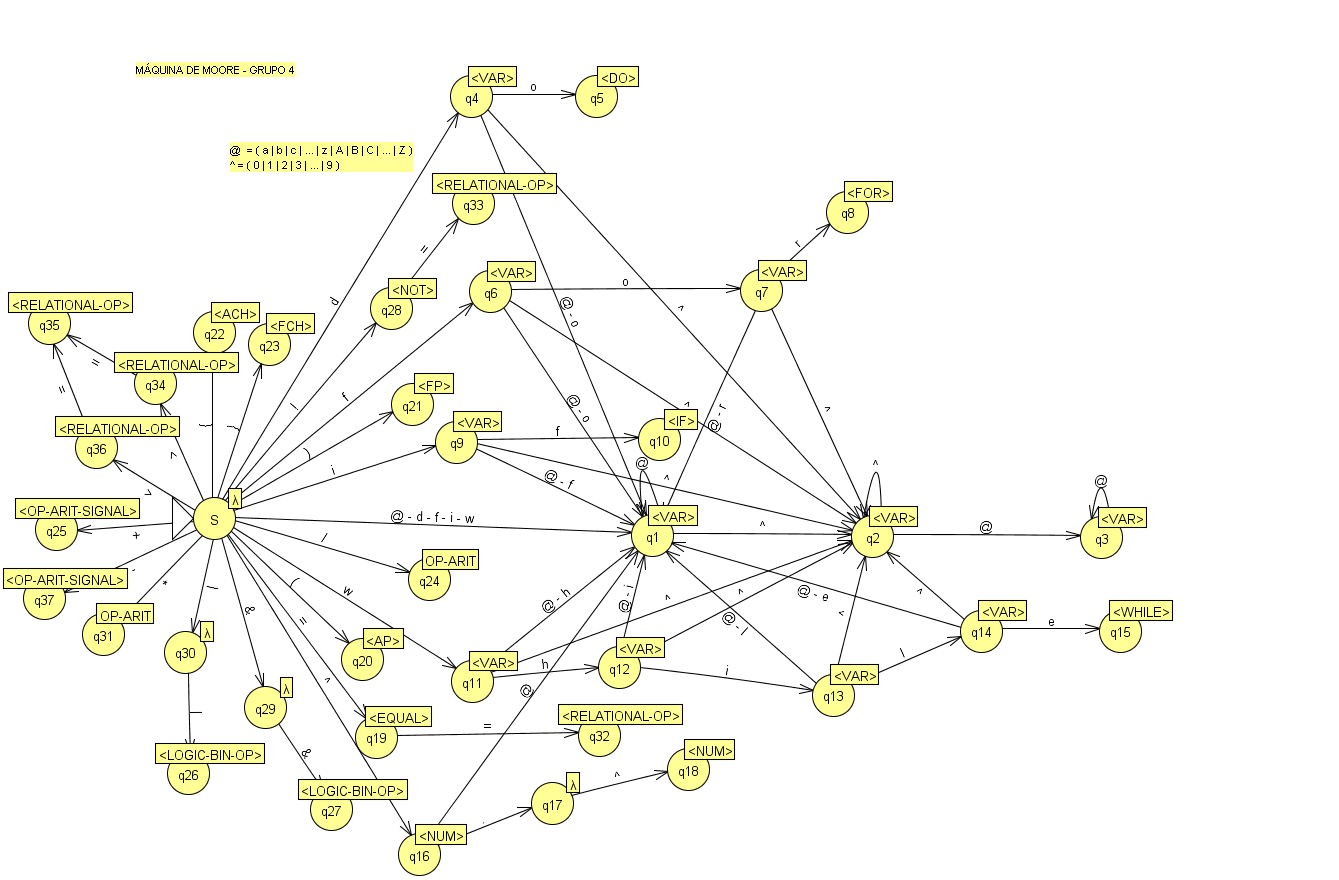 MÁQUINA DE MOORE - GRUPO 4
<VAR>
q4
o
<DO>
q5
@ = ( a | b | c | ... | z | A | B | C | ... | Z )
^ = ( 0 | 1 | 2 | 3 | ... | 9 )
<RELATIONAL-OP>
q33
=
<FOR>
q8
r
<VAR>
q6
o
<VAR>
q7
<NOT>
q28
d
@ - o
^
<RELATIONAL-OP>
q35
<ACH>
q22
<FCH>
q23
=
<RELATIONAL-OP>
q34
=
<RELATIONAL-OP>
q36
!
f
<FP>
q21
@ - o
^
@ - r
^
<VAR>
q9
f
<IF>
q10
}
{
)
i
@ - f
@
^
^
λ
S
@ - d - f - i - w
<VAR>
q1
^
^
<VAR>
q2
@
@
<VAR>
q3
<OP-ARIT-SIGNAL>
q25
+
/
OP-ARIT
q24
<OP-ARIT-SIGNAL>
q37
-
*
OP-ARIT
q31
|
&
(
=
w
@ - h
@ - i
^
^
@ - l
@ - e
^
^
<VAR>
q14
e
<WHILE>
q15
λ
q30
<AP>
q20
<VAR>
q11
h
<VAR>
q12
i
<VAR>
q13
l
λ
q29
^
@
|
<EQUAL>
q19
=
<RELATIONAL-OP>
q32
<LOGIC-BIN-OP>
q26
&
<LOGIC-BIN-OP>
q27
<NUM>
q16
.
λ
q17
^
<NUM>
q18